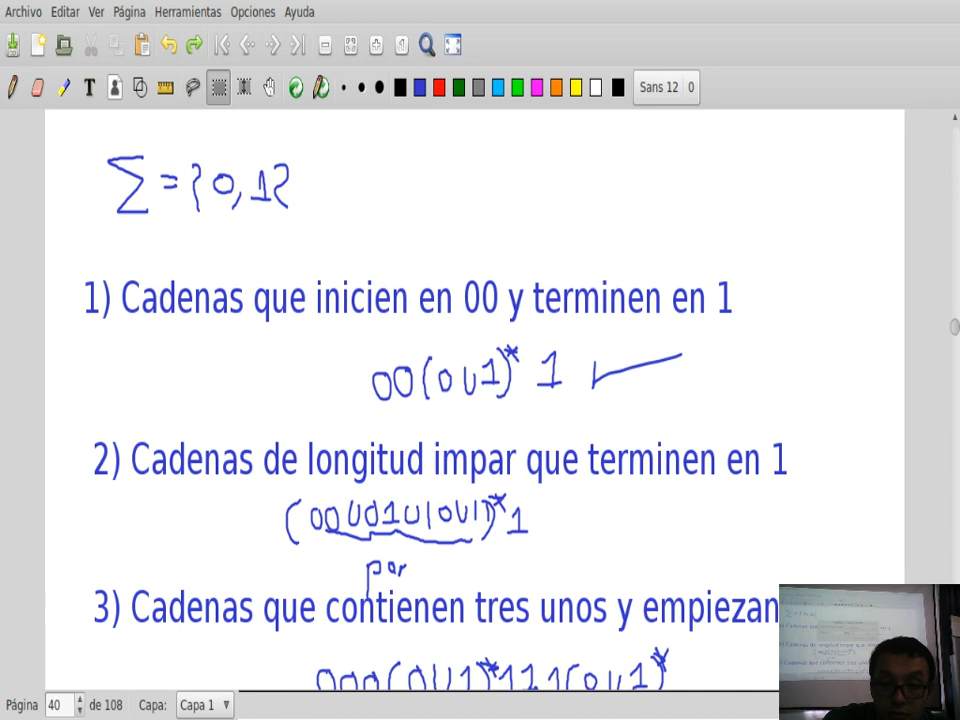 Archivo Editar Ver Página Herramientas Opciones Ayuda
Sans 12 0
Σ = {0, 1}
1) Cadenas que inicien en 00 y terminen en 1
00(0∪1)* 1
2) Cadenas de longitud impar que terminen en 1
(00∪01∪10∪11)* 1
par
3) Cadenas que contienen tres unos y empiezan
000(0∪1)*111(0∪1)*
Página 40 de 108 Capa: Capa 1